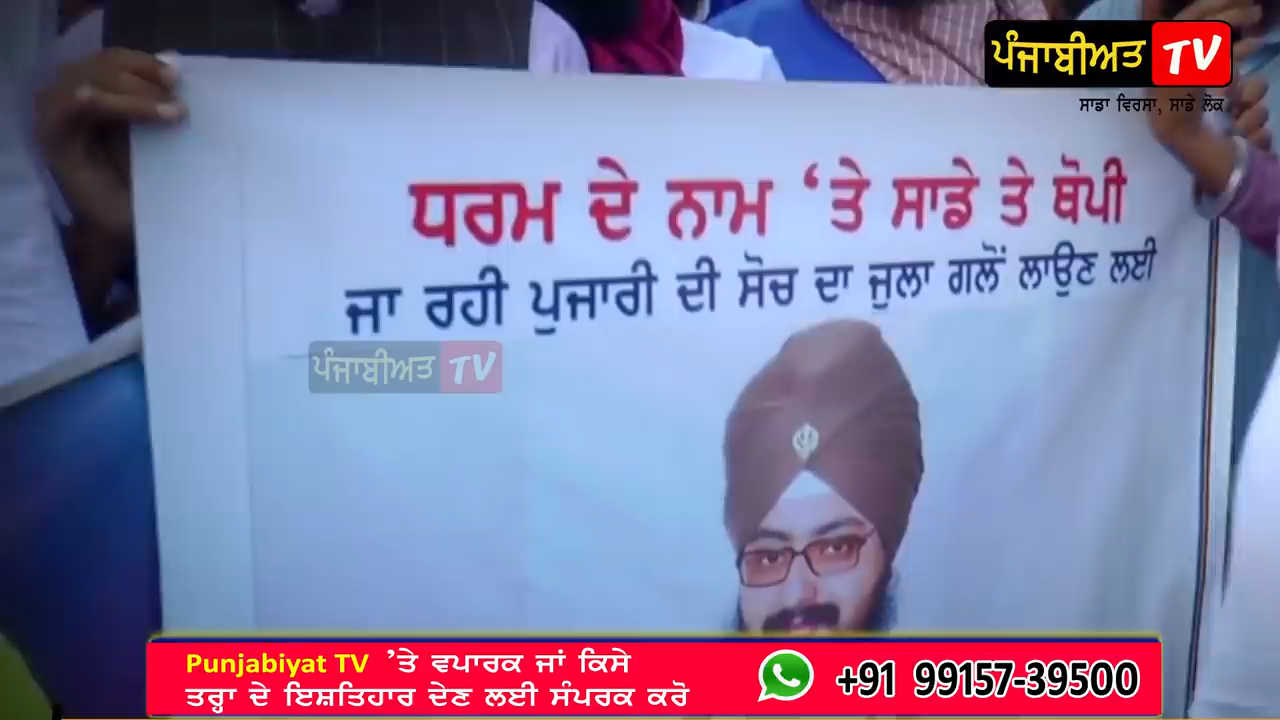 ਪੰਜਾਬੀਅਤ TV
ਸਾਡਾ ਵਿਰਸਾ, ਸਾਡੇ ਲੋਕ
ਧਰਮ ਦੇ ਨਾਮ ‘ਤੇ ਸਾਡੇ ਤੇ ਥੋਪੀ
ਜਾ ਰਹੀ ਪੁਜਾਰੀ ਦੀ ਸੋਚ ਦਾ ਜੁਲਾ ਗਲੋਂ ਲਾਉਣ ਲਈ
ਪੰਜਾਬੀਅਤ TV
Punjabiyat TV ’ਤੇ ਵਪਾਰਕ ਜਾਂ ਕਿਸੇ
ਤਰ੍ਹਾ ਦੇ ਇਸ਼ਤਿਹਾਰ ਦੇਣ ਲਈ ਸੰਪਰਕ ਕਰੋ
+91 99157-39500